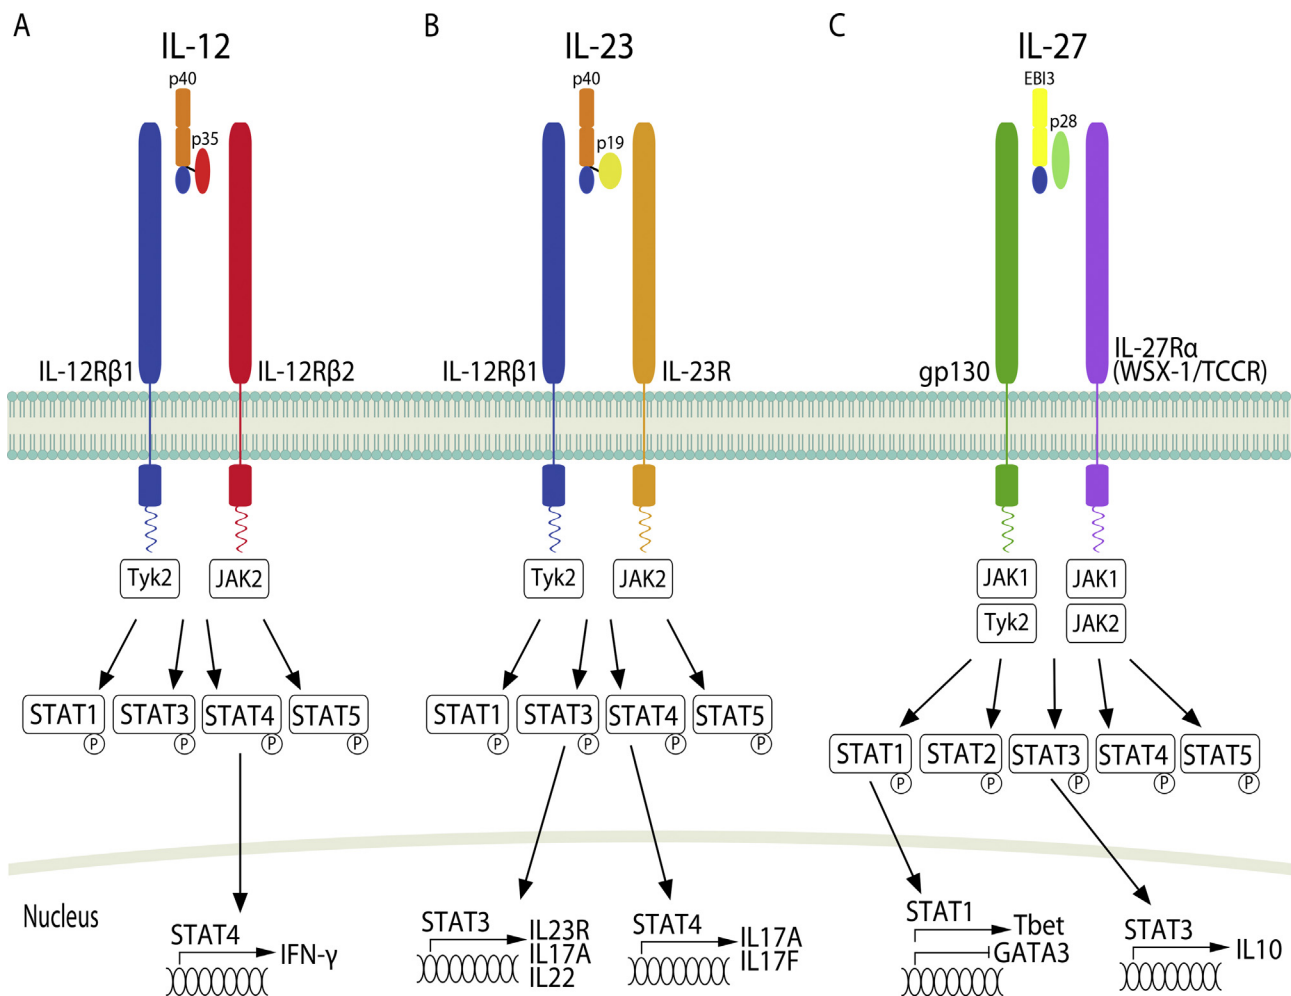 A
IL-12
p40
p35
IL-12Rβ1
IL-12Rβ2
Tyk2
JAK2
STAT1
P
STAT3
P
STAT4
P
STAT5
P
Nucleus
STAT4
IFN-γ
B
IL-23
p40
p19
IL-12Rβ1
IL-23R
Tyk2
JAK2
STAT1
P
STAT3
P
STAT4
P
STAT5
P
STAT3
IL23R
IL17A
IL22
STAT4
IL17A
IL17F
C
IL-27
EBI3
p28
gp130
IL-27Rα
(WSX-1/TCCR)
JAK1
Tyk2
JAK1
JAK2
STAT1
P
STAT2
P
STAT3
P
STAT4
P
STAT5
P
STAT1
Tbet
GATA3
STAT3
IL10